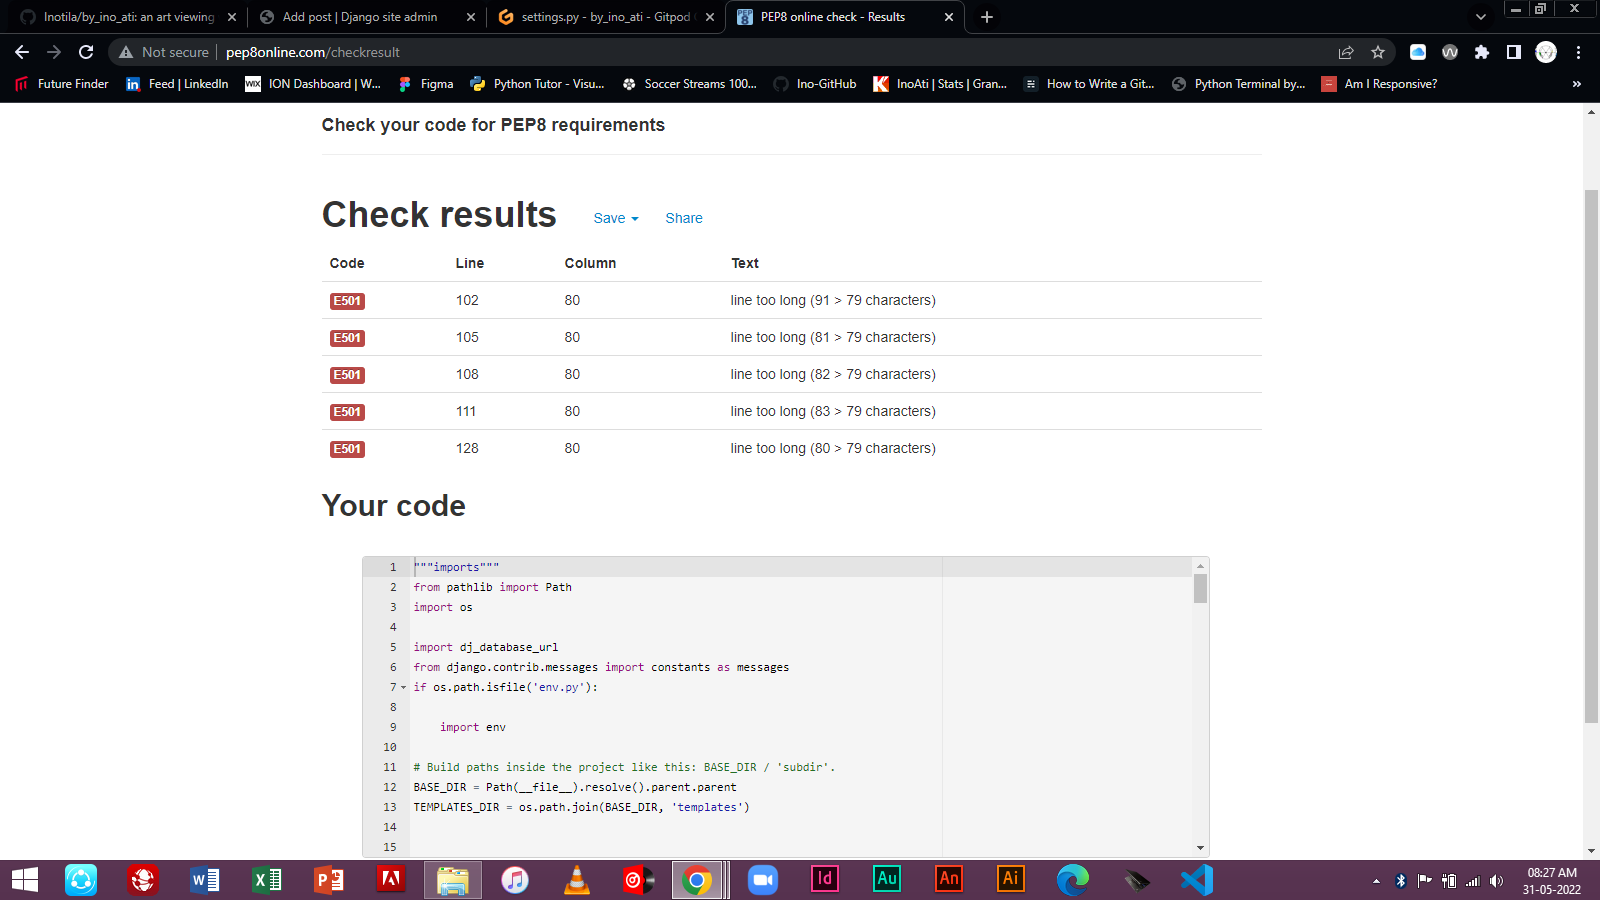 Inotila/by_ino_ati: an art viewing
Add post | Django site admin
settings.py - by_ino_ati - Gitpod
PEP8 online check - Results
Not secure
pep8online.com/checkresult
Future Finder
in Feed | LinkedIn
WIX ION Dashboard | W...
Figma
Python Tutor - Visu...
Soccer Streams 100...
Ino-GitHub
InoAti | Stats | Gran...
How to Write a Git...
Python Terminal by...
Am I Responsive?
»
Check your code for PEP8 requirements
Check results
Save
Share
Code Line Column Text
E501 102 80 line too long (91 > 79 characters)
E501 105 80 line too long (81 > 79 characters)
E501 108 80 line too long (82 > 79 characters)
E501 111 80 line too long (83 > 79 characters)
E501 128 80 line too long (80 > 79 characters)
Your code
1 """imports"""
2 from pathlib import Path
3 import os
4
5 import dj_database_url
6 from django.contrib.messages import constants as messages
7 if os.path.isfile('env.py'):
8
9 import env
10
11 # Build paths inside the project like this: BASE_DIR / 'subdir'.
12 BASE_DIR = Path(__file__).resolve().parent.parent
13 TEMPLATES_DIR = os.path.join(BASE_DIR, 'templates')
14
15
Id
Au
An
Ai
08:27 AM
31-05-2022